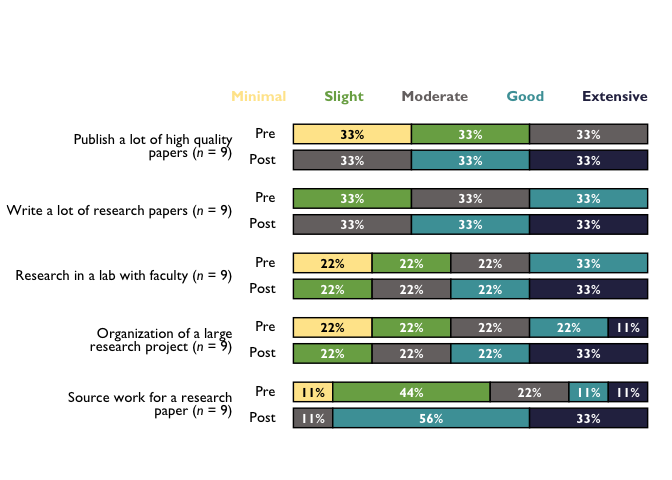 Minimal Slight Moderate Good Extensive
Publish a lot of high quality
papers (n = 9)
Pre 33% 33% 33%
Post 33% 33% 33%
Write a lot of research papers (n = 9)
Pre 33% 33% 33%
Post 33% 33% 33%
Research in a lab with faculty (n = 9)
Pre 22% 22% 22% 33%
Post 22% 22% 22% 33%
Organization of a large
research project (n = 9)
Pre 22% 22% 22% 22% 11%
Post 22% 22% 22% 33%
Source work for a research
paper (n = 9)
Pre 11% 44% 22% 11% 11%
Post 11% 56% 33%